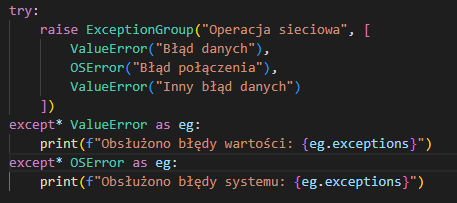 try:
    raise ExceptionGroup("Operacja sieciowa", [
        ValueError("Błąd danych"),
        OSError("Błąd połączenia"),
        ValueError("Inny błąd danych")
    ])
except* ValueError as eg:
    print(f"Obsłużono błędy wartości: {eg.exceptions}")
except* OSError as eg:
    print(f"Obsłużono błędy systemu: {eg.exceptions}")